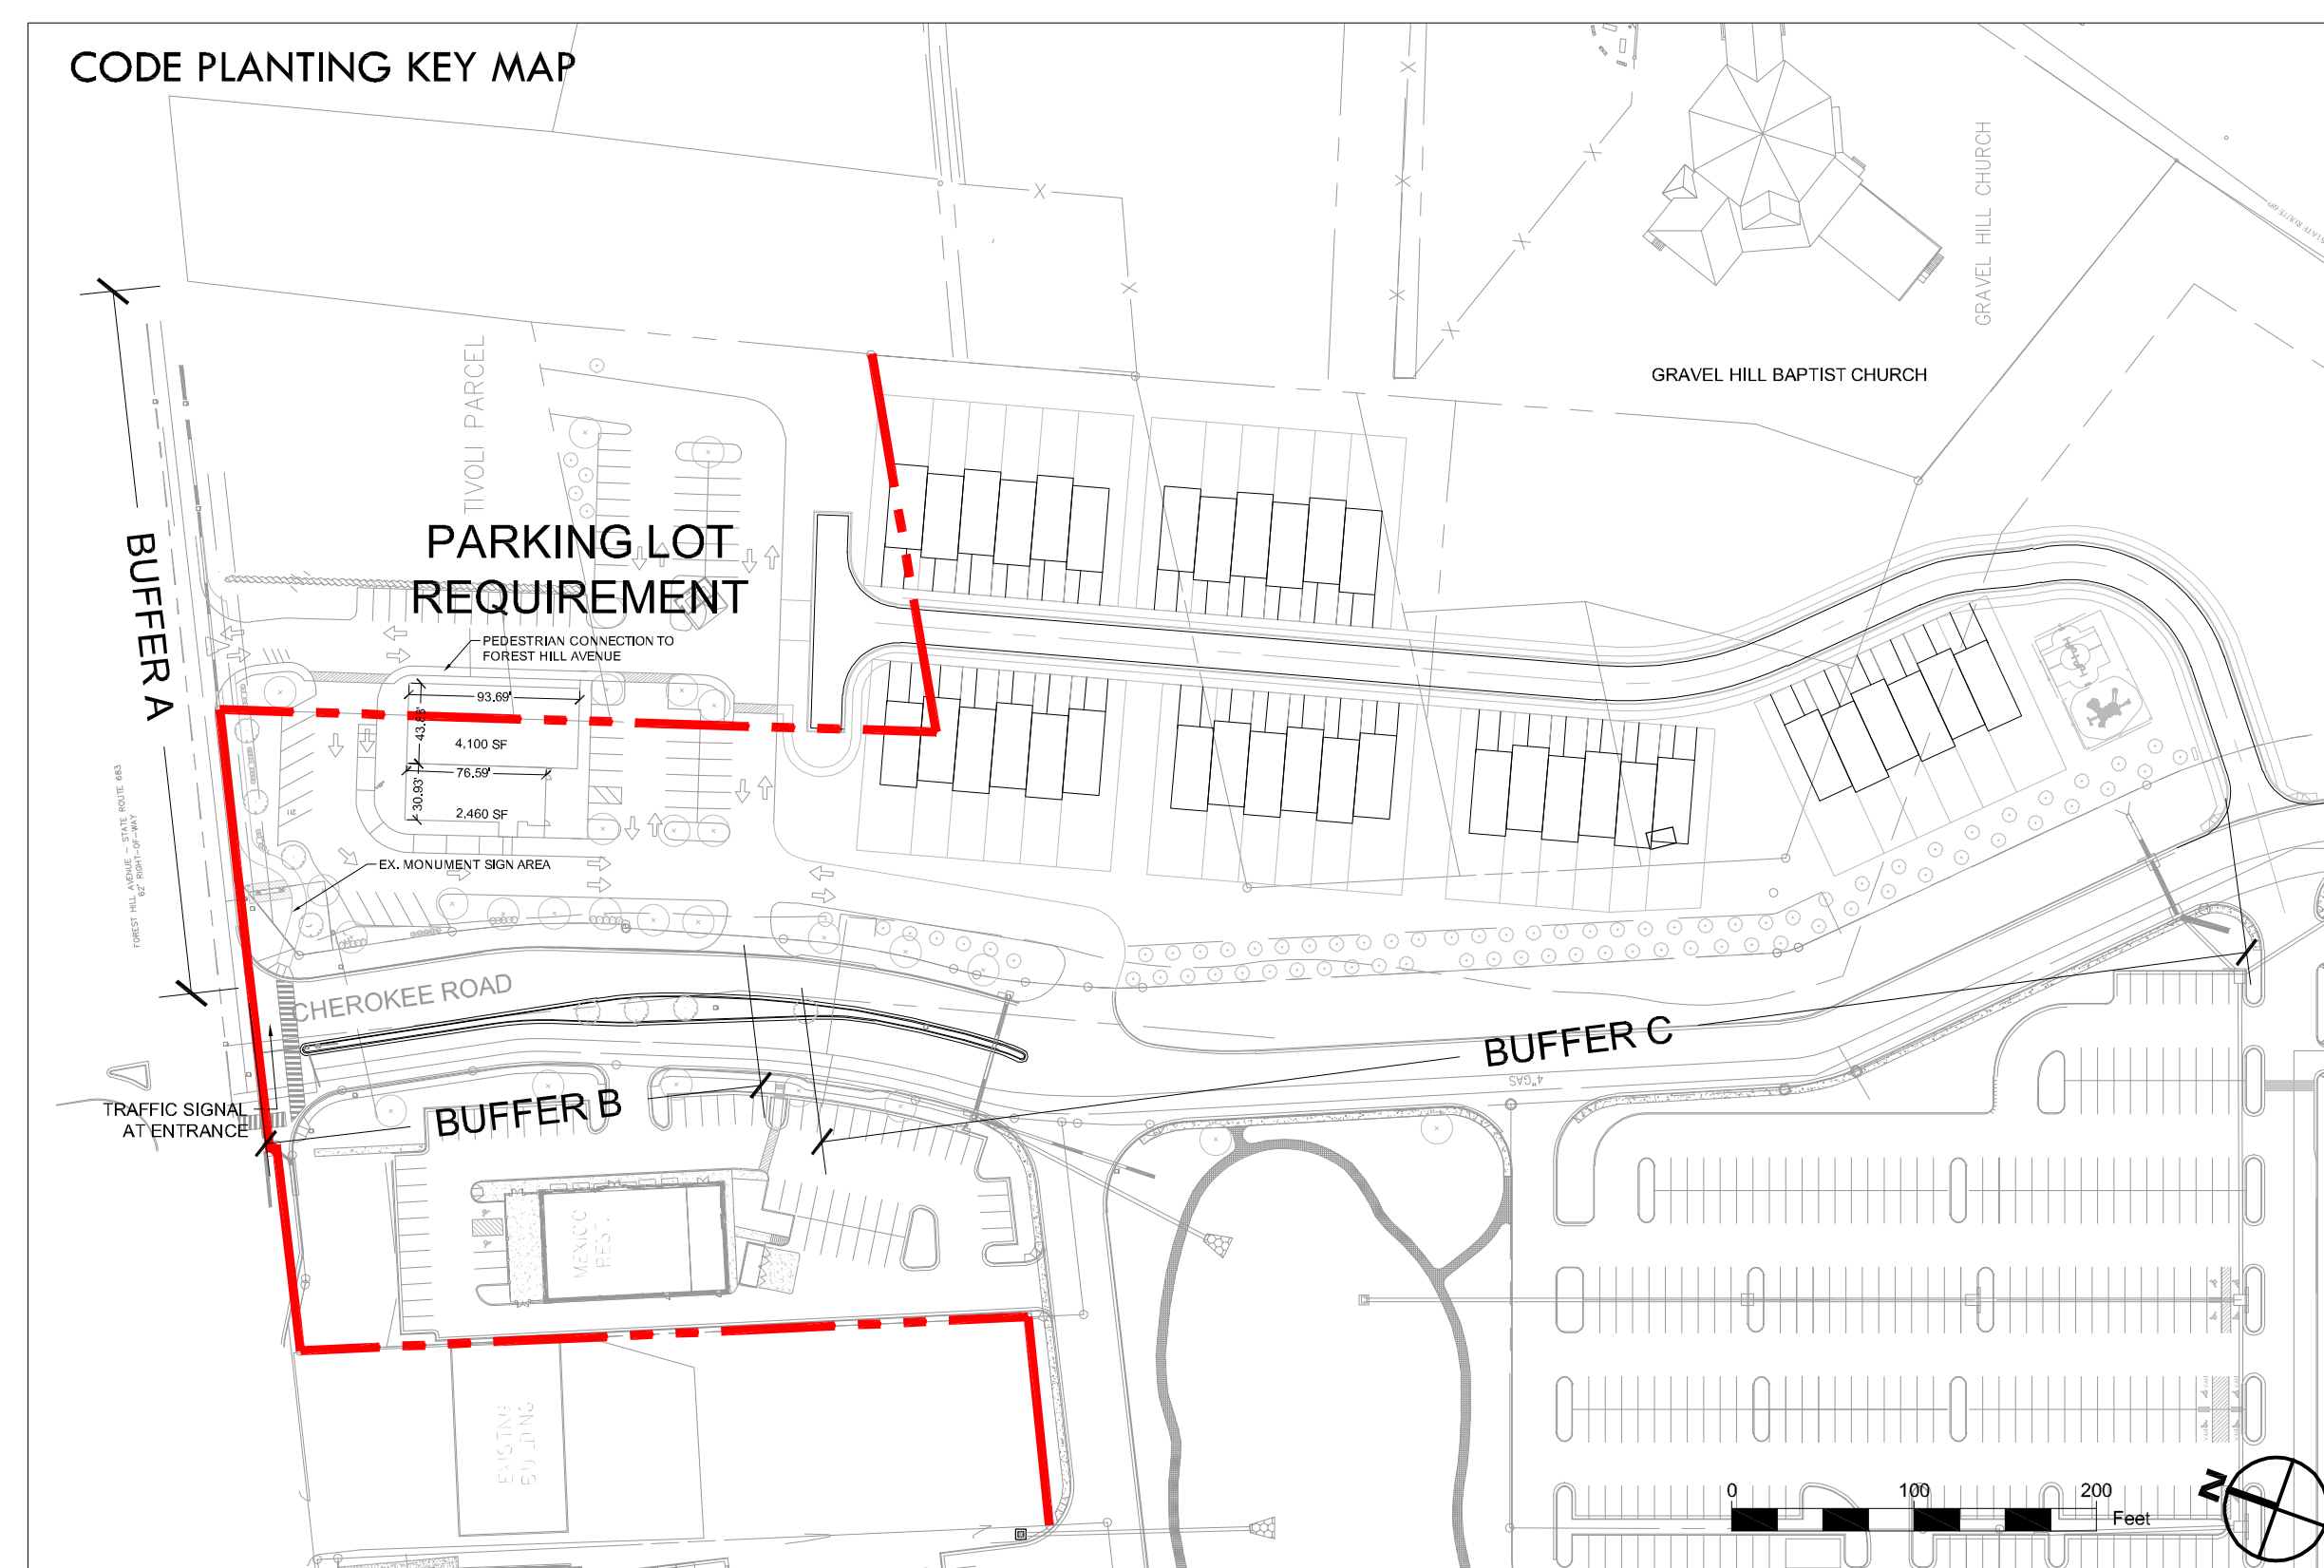 CODE PLANTING KEY MAP
GRAVEL HILL CHURCH
STATE ROUTE 689
GRAVEL HILL BAPTIST CHURCH
TIVOLI PARCEL
BUFFER A
PARKING LOT
REQUIREMENT
PEDESTRIAN CONNECTION TO
FOREST HILL AVENUE
93.69'
43.83'
4,100 SF
76.59'
30.93'
2,460 SF
FOREST HILL AVENUE – STATE ROUTE 683
62' RIGHT-OF-WAY
EX. MONUMENT SIGN AREA
CHEROKEE ROAD
BUFFER C
4"GAS
BUFFER B
TRAFFIC SIGNAL
AT ENTRANCE
MEXICO
REST.
EXISTING
BUILDING
0 100 200
Feet
N